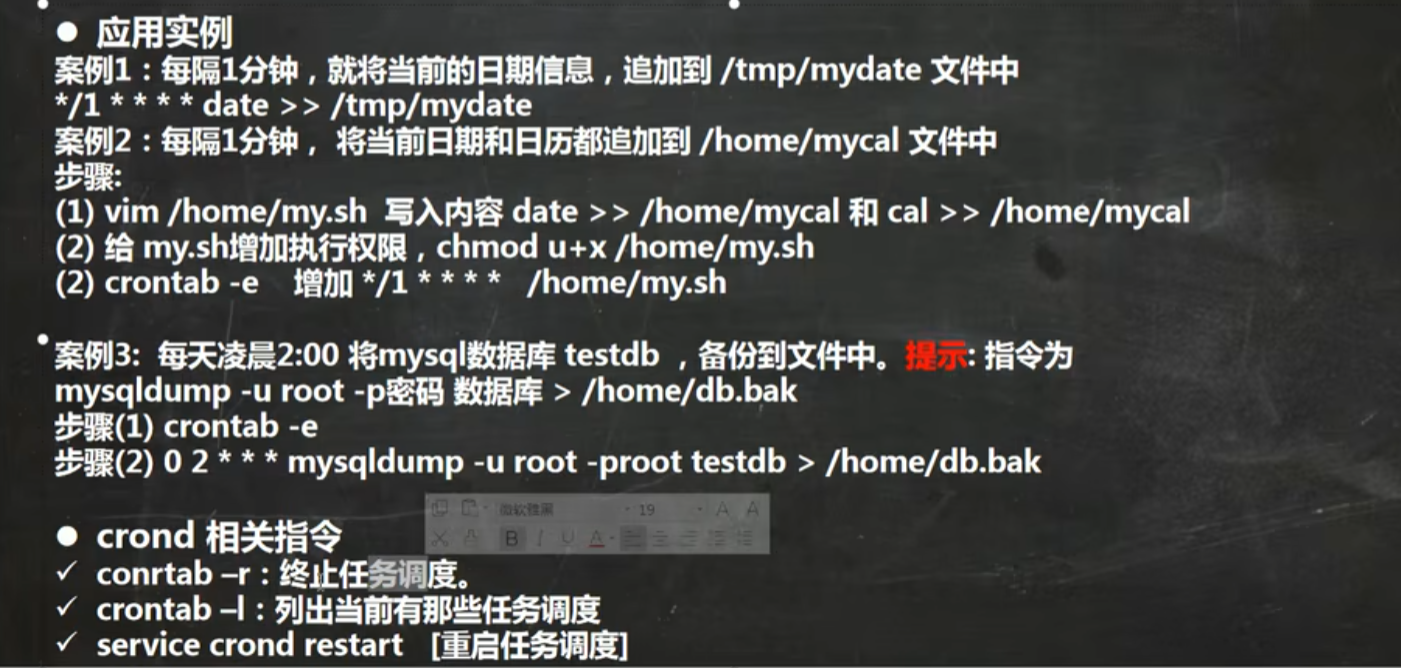 ● 应用实例
案例1：每隔1分钟，就将当前的日期信息，追加到 /tmp/mydate 文件中
*/1 * * * * date >> /tmp/mydate
案例2：每隔1分钟， 将当前日期和日历都追加到 /home/mycal 文件中
步骤:
(1) vim /home/my.sh 写入内容 date >> /home/mycal 和 cal >> /home/mycal
(2) 给 my.sh增加执行权限，chmod u+x /home/my.sh
(2) crontab -e 增加 */1 * * * * /home/my.sh
案例3: 每天凌晨2:00 将mysql数据库 testdb ，备份到文件中。提示: 指令为
mysqldump -u root -p密码 数据库 > /home/db.bak
步骤(1) crontab -e
步骤(2) 0 2 * * * mysqldump -u root -proot testdb > /home/db.bak
微软雅黑 19 A A
B I U A
● crond 相关指令
✓ conrtab –r：终止任务调度。
✓ crontab –l：列出当前有那些任务调度
✓ service crond restart [重启任务调度]